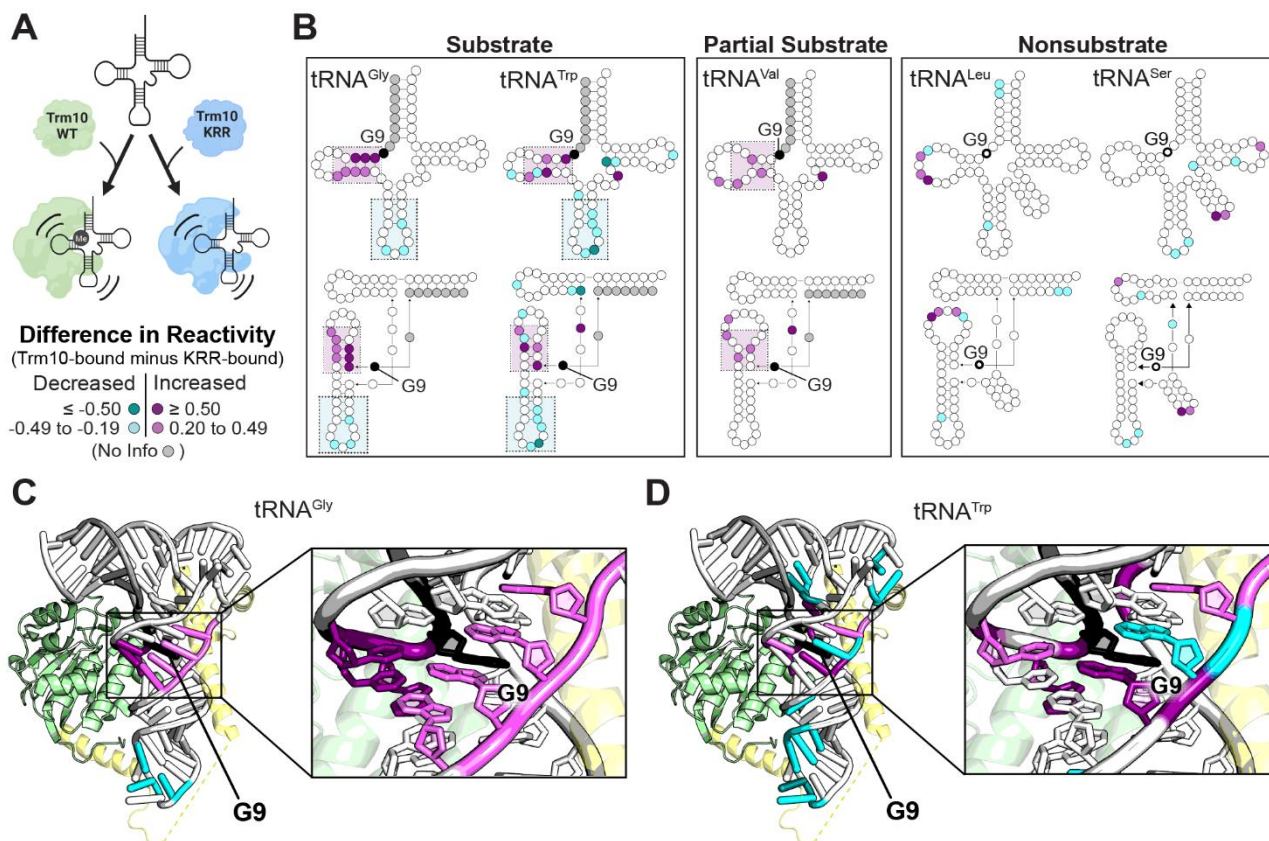 A
Trm10
WT
Trm10
KRR
Me
Difference in Reactivity
(Trm10-bound minus KRR-bound)
Decreased Increased
≤ -0.50 ≥ 0.50
-0.49 to -0.19 0.20 to 0.49
(No Info )
B
Substrate Partial Substrate Nonsubstrate
tRNAGly tRNATrp tRNAVal tRNALeu tRNASer
G9 G9 G9 G9 G9
G9 G9 G9 G9
C
tRNAGly
G9
G9
D
tRNATrp
G9
G9